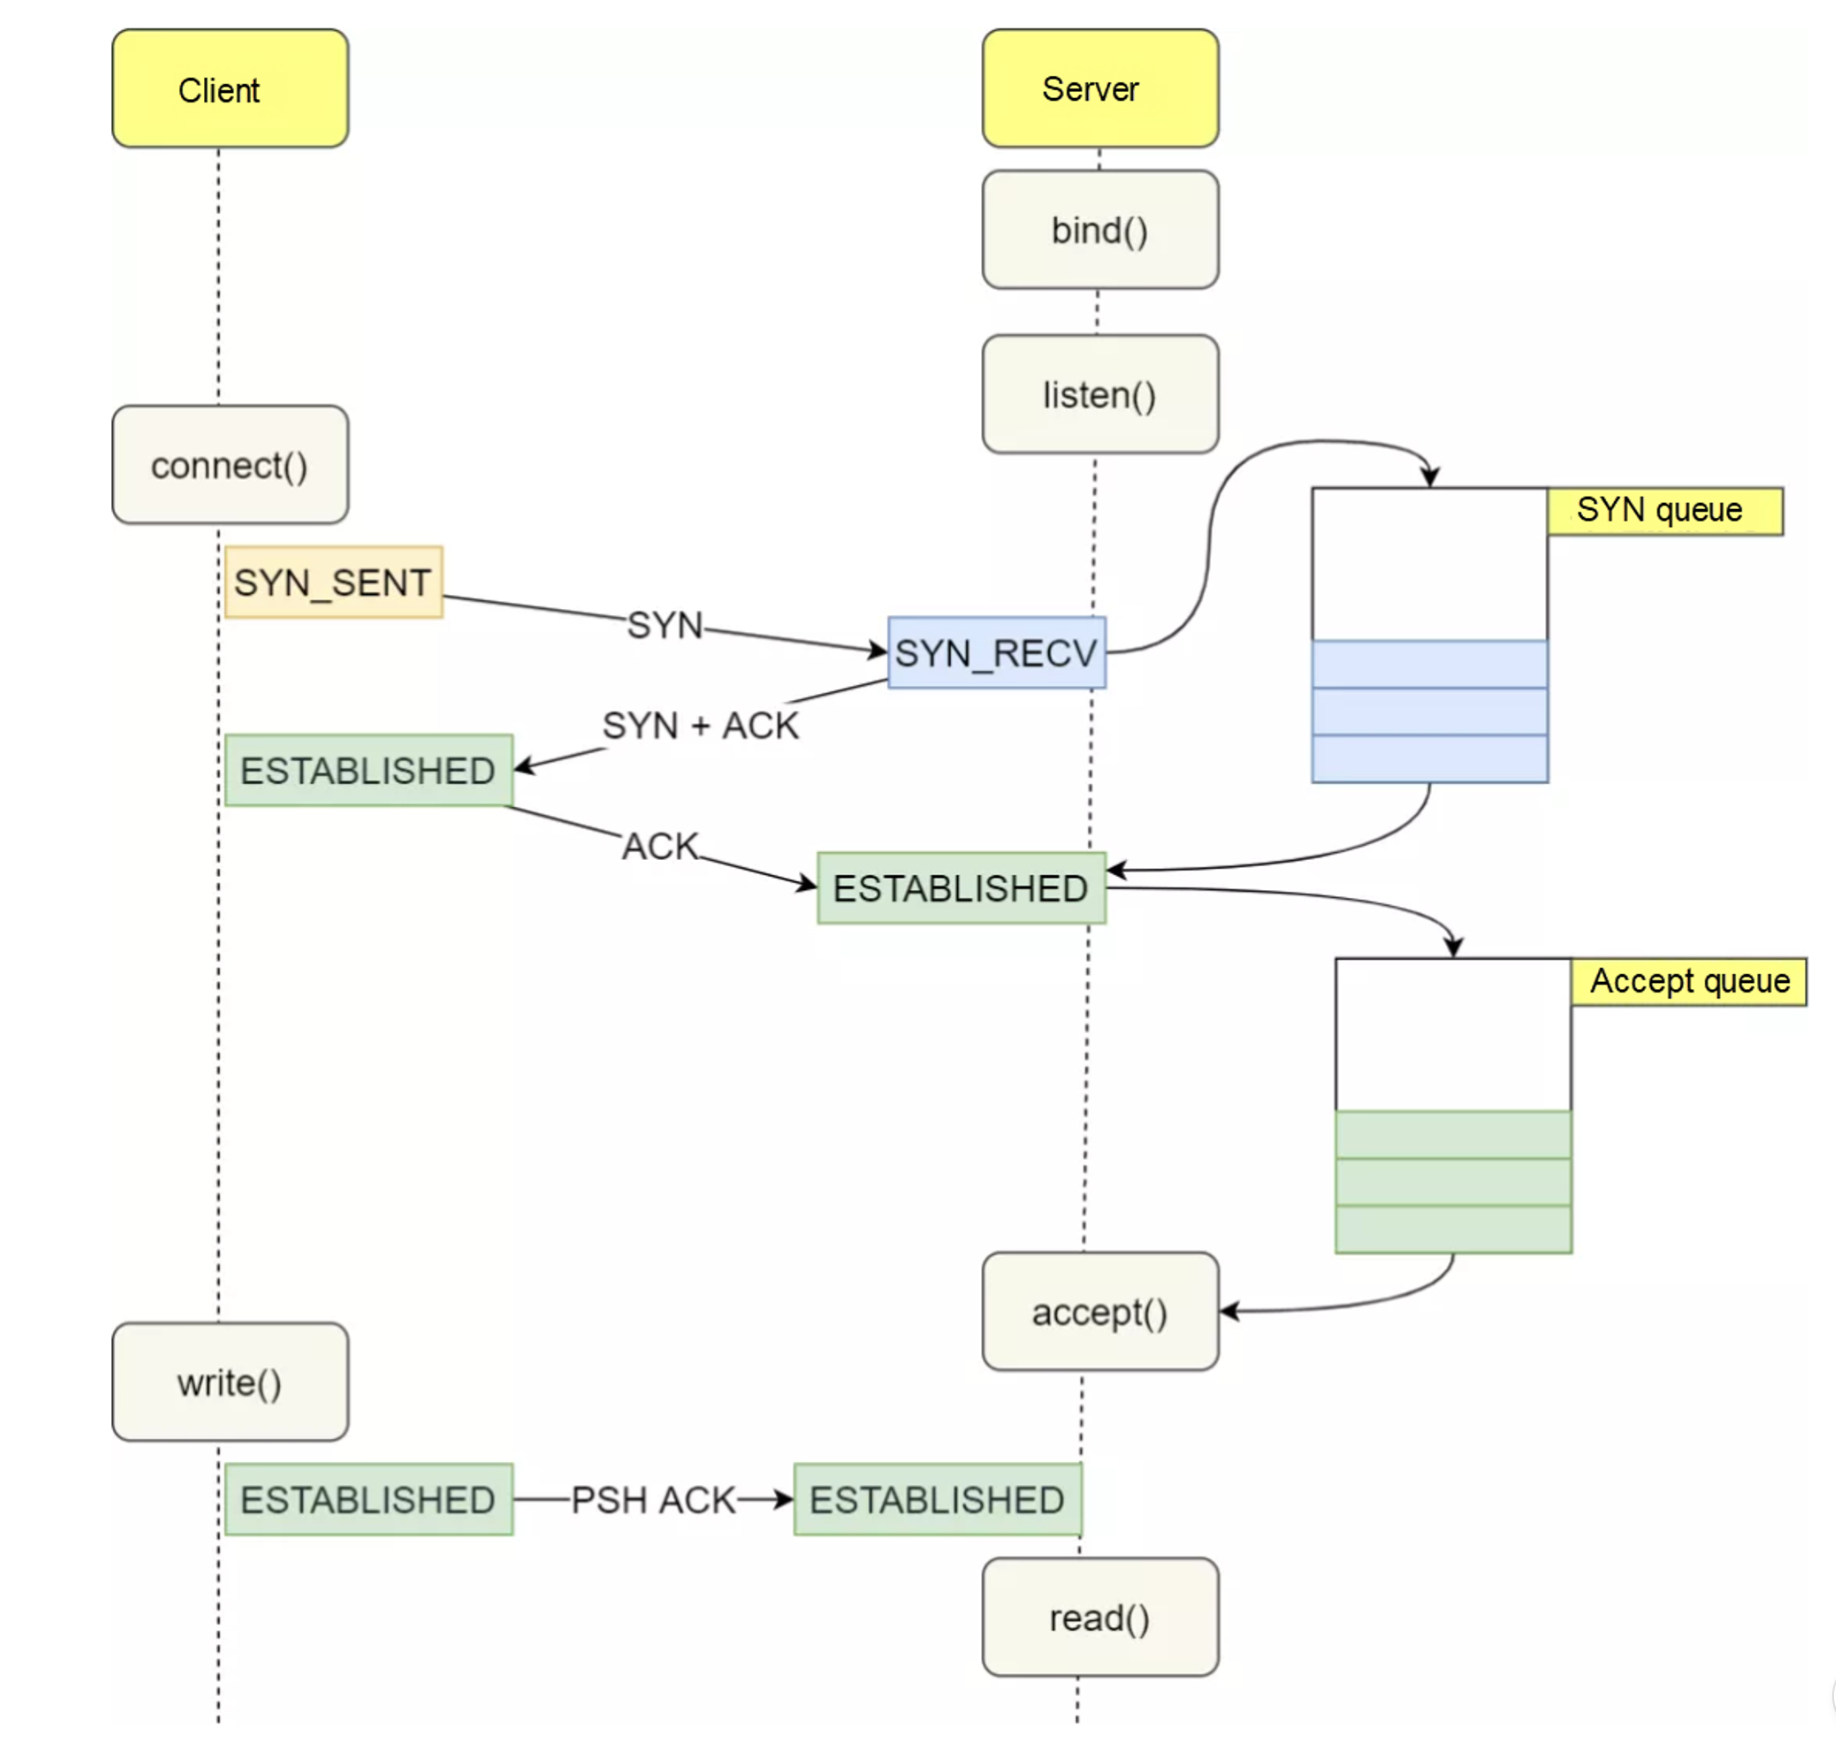 Client
Server
bind()
listen()
connect()
SYN queue
SYN_SENT
SYN
SYN_RECV
SYN + ACK
ESTABLISHED
ACK
ESTABLISHED
Accept queue
accept()
write()
ESTABLISHED
PSH ACK
ESTABLISHED
read()